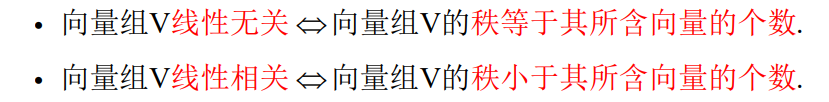 • 向量组V线性无关⇔向量组V的秩等于其所含向量的个数.
• 向量组V线性相关⇔向量组V的秩小于其所含向量的个数.